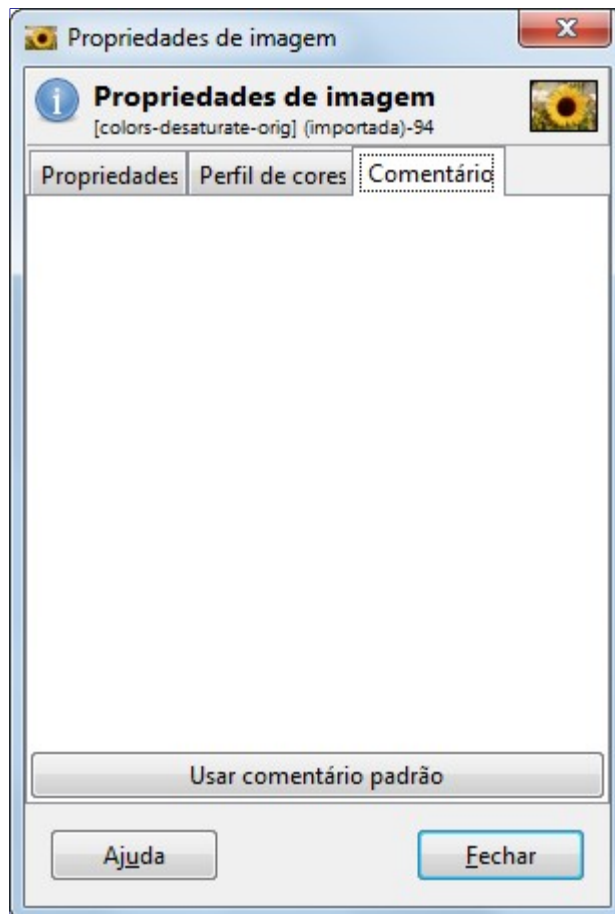 Propriedades de imagem
Propriedades de imagem
[colors-desaturate-orig] (importada)-94
Propriedades Perfil de cores Comentário
Usar comentário padrão
Ajuda Fechar